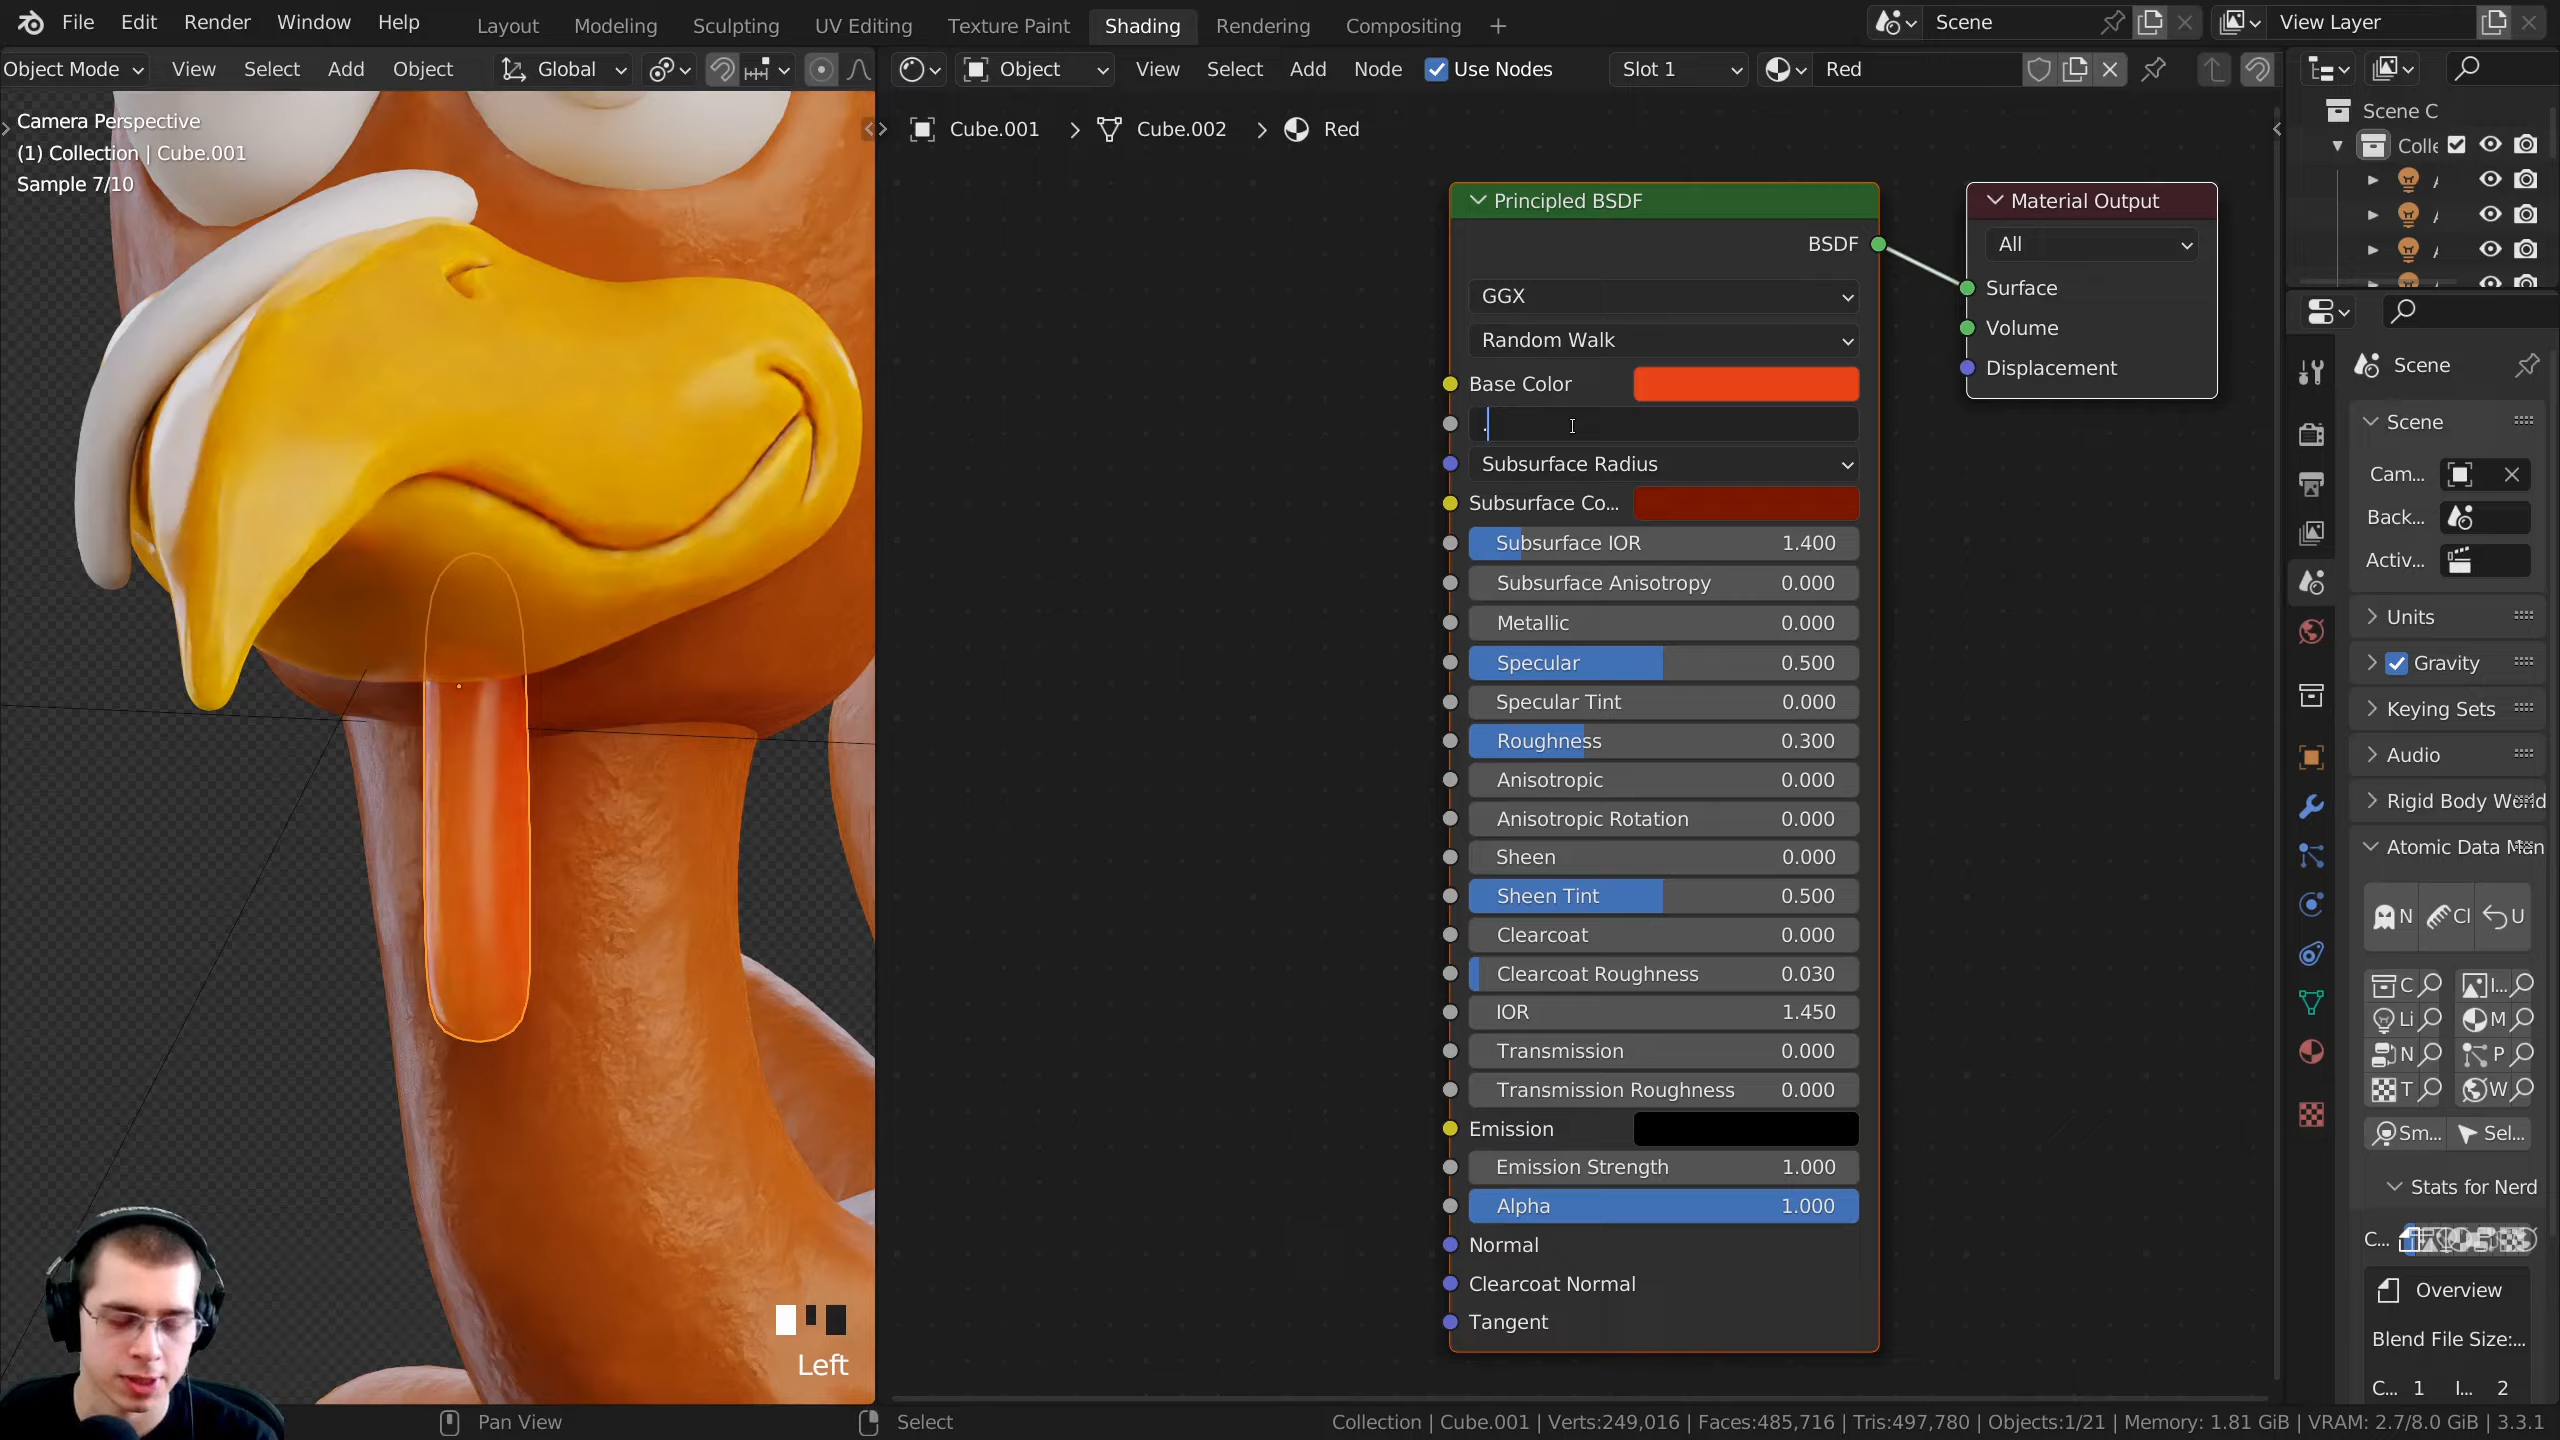 File Edit Render Window Help Layout Modeling Sculpting UV Editing Texture Paint Shading Rendering Compositing + Scene View Layer
Object Mode View Select Add Object Global Object View Select Add Node Use Nodes Slot 1 Red
Camera Perspective
(1) Collection | Cube.001
Sample 7/10
Cube.001 > Cube.002 > Red
Principled BSDF
BSDF
GGX
Random Walk
Base Color
.
Subsurface Radius
Subsurface Co...
Subsurface IOR 1.400
Subsurface Anisotropy 0.000
Metallic 0.000
Specular 0.500
Specular Tint 0.000
Roughness 0.300
Anisotropic 0.000
Anisotropic Rotation 0.000
Sheen 0.000
Sheen Tint 0.500
Clearcoat 0.000
Clearcoat Roughness 0.030
IOR 1.450
Transmission 0.000
Transmission Roughness 0.000
Emission
Emission Strength 1.000
Alpha 1.000
Normal
Clearcoat Normal
Tangent
Material Output
All
Surface
Volume
Displacement
Scene C
Colle
Scene
Scene
Cam...
Back...
Activ...
Units
Gravity
Keying Sets
Audio
Rigid Body World
Atomic Data Man
N Cl U
C I...
Li M
N P
T W
Sm... Sel...
Stats for Nerd
C...
Overview
Blend File Size:...
C... 1 I... 2
Left
Pan View Select Collection | Cube.001 | Verts:249,016 | Faces:485,716 | Tris:497,780 | Objects:1/21 | Memory: 1.81 GiB | VRAM: 2.7/8.0 GiB | 3.3.1